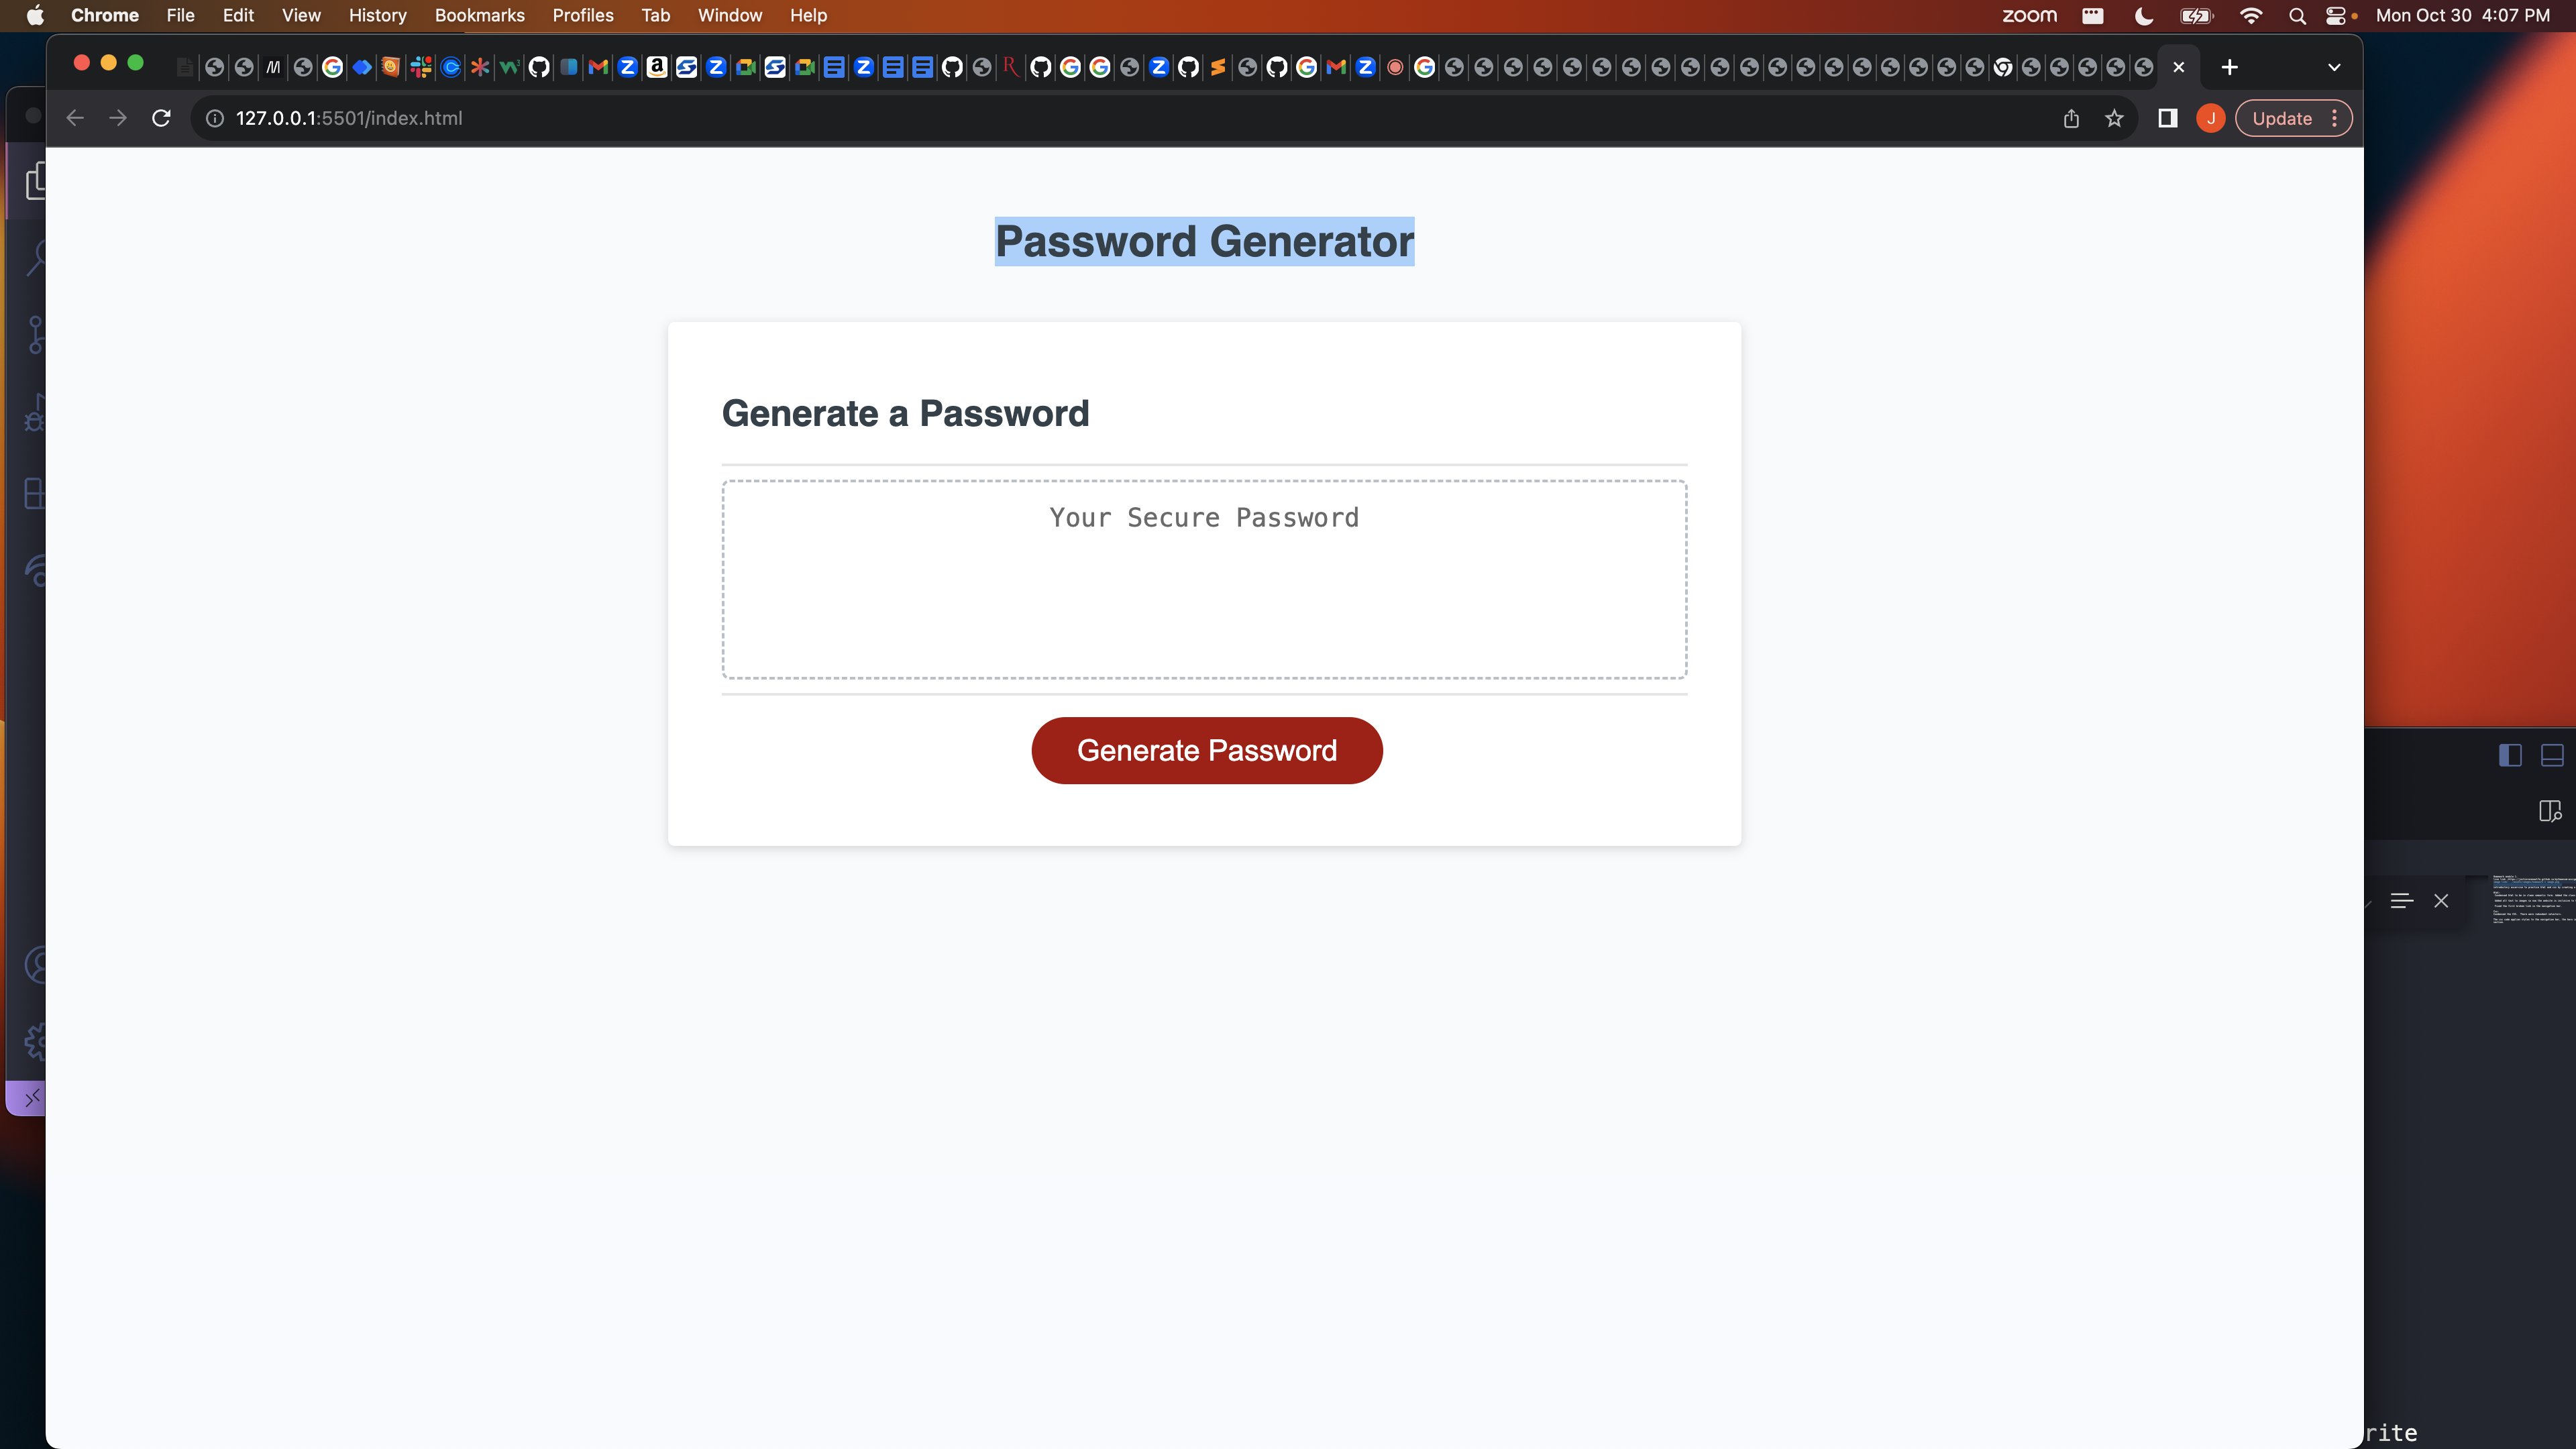 Chrome File Edit View History Bookmarks Profiles Tab Window Help zoom Mon Oct 30 4:07 PM
127.0.0.1:5501/index.html J Update
Password Generator
Generate a Password
Your Secure Password
Generate Password
rite